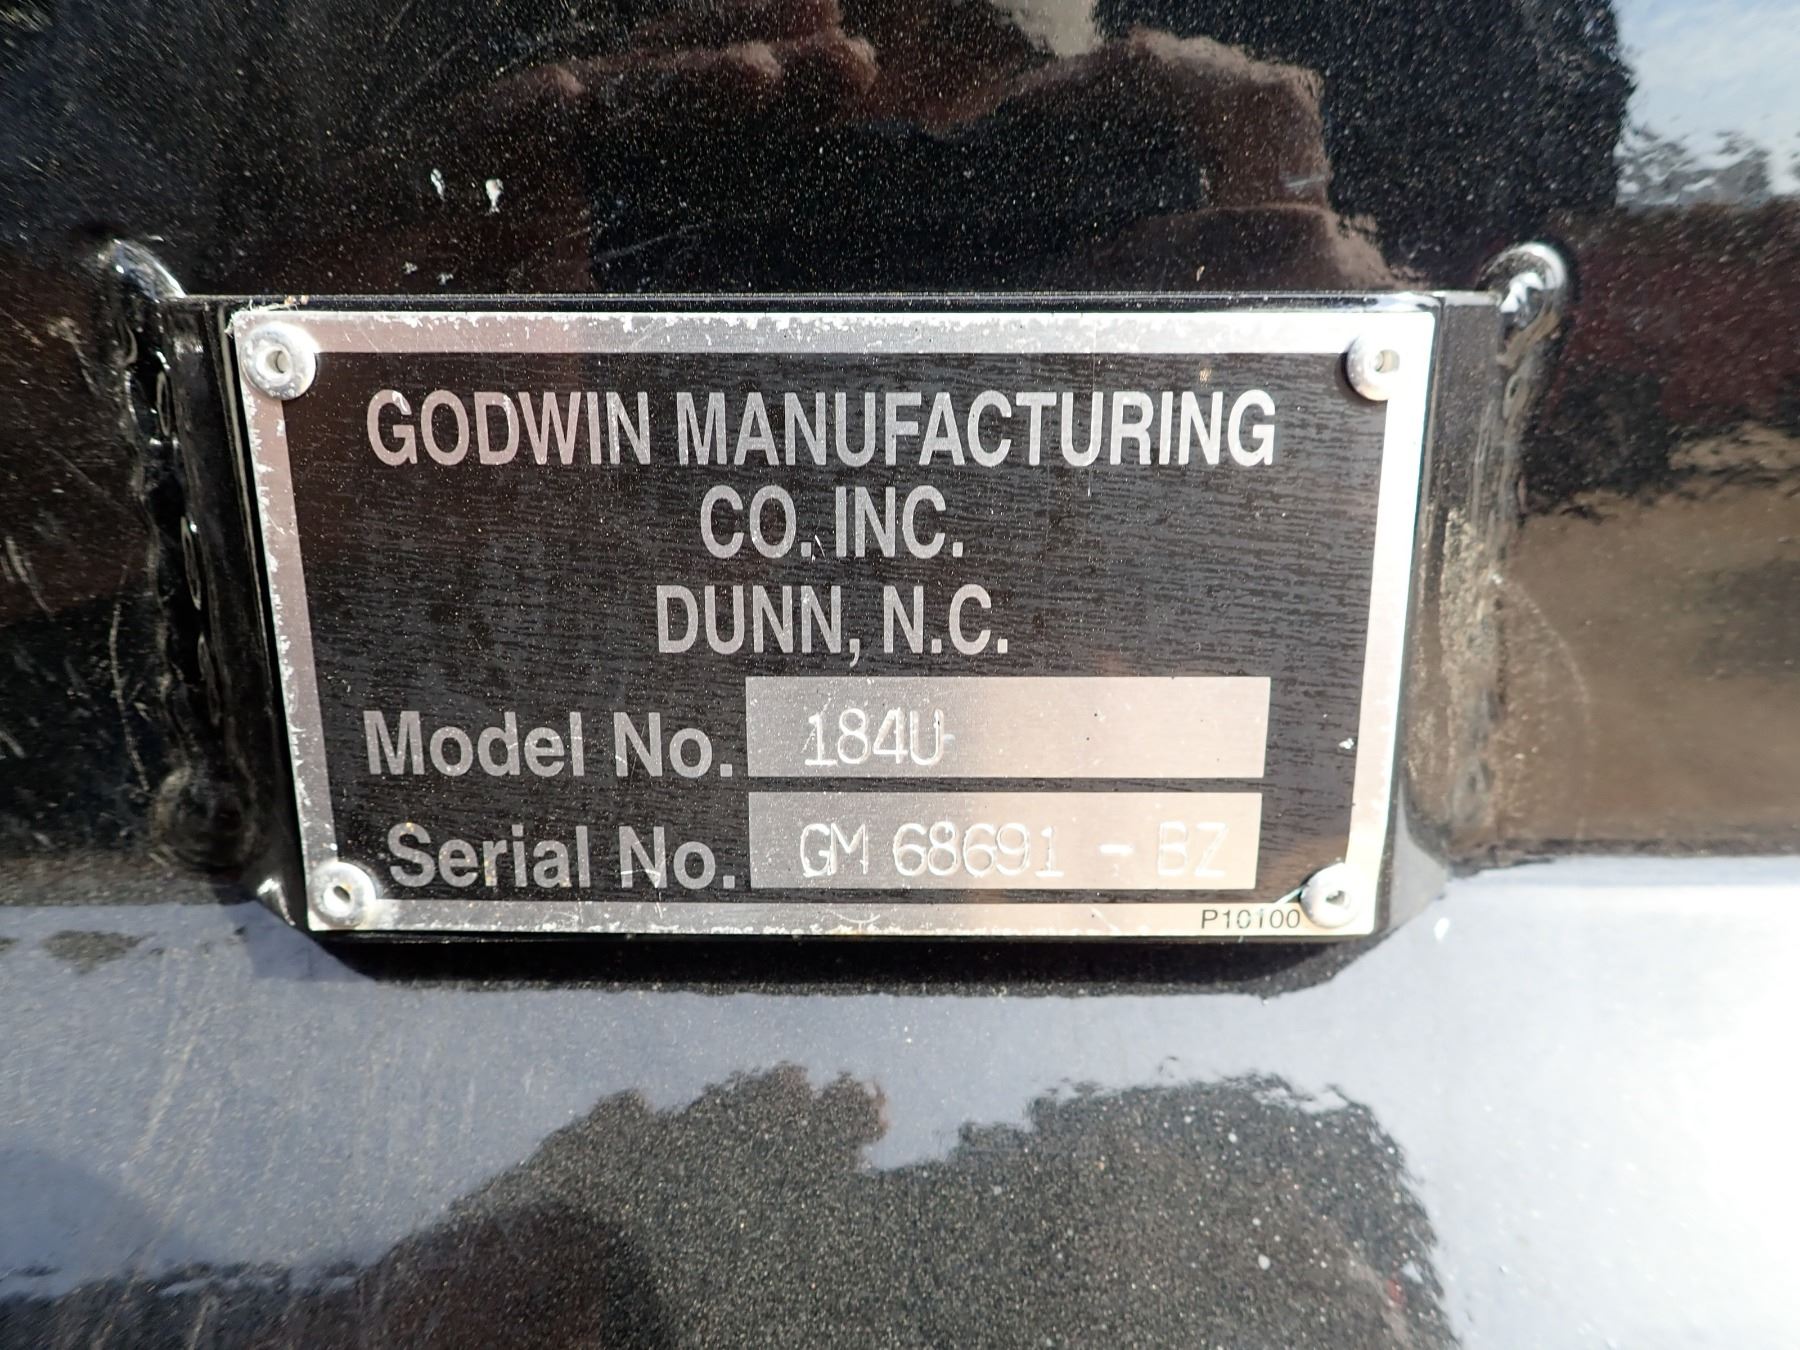 GODWIN MANUFACTURING
CO. INC.
DUNN, N.C.
Model No. 184U
Serial No. GM 68691 - BZ
P10100